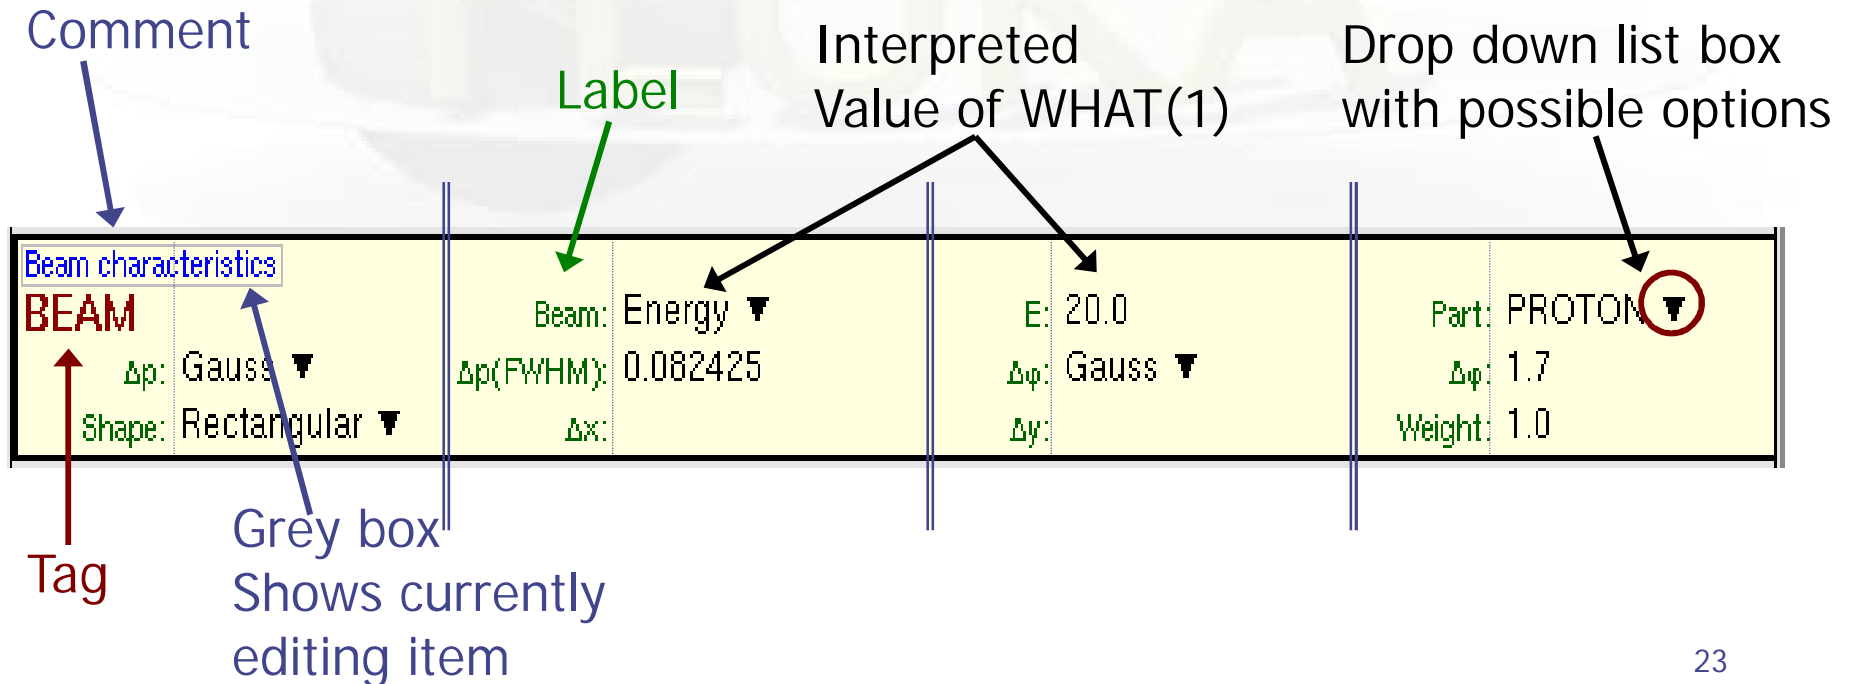 Comment
Label
Interpreted
Value of WHAT(1)
Drop down list box
with possible options
Beam characteristics
BEAM Beam: Energy ▼ E: 20.0 Part: PROTON ▼
Δp: Gauss ▼ Δp(FWHM): 0.082425 Δφ: Gauss ▼ Δφ: 1.7
Shape: Rectangular ▼ Δx: Δy: Weight: 1.0
Tag
Grey box
Shows currently
editing item
23